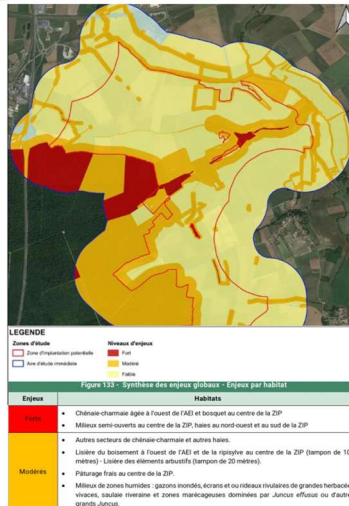 LEGENDE
Zones d'étude
Niveaux d'enjeux
Zone d'implantation potentielle
Fort
Aire d'étude immédiate
Modéré
Faible
Figure 133 - Synthèse des enjeux globaux - Enjeux par habitat
Enjeux
Habitats
Forts
• Chênaie-charmaie âgée à l'ouest de l'AEI et bosquet au centre de la ZIP
• Milieux semi-ouverts au centre de la ZIP, haies au nord-ouest et au sud de la ZIP
Modérés
• Autres secteurs de chênaie-charmaie et autres haies.
• Lisière du boisement à l'ouest de l'AEI et de la ripisylve au centre de la ZIP (tampon de 10
mètres) - Lisière des éléments arbustifs (tampon de 20 mètres).
• Pâturage frais au centre de la ZIP.
• Milieux de zones humides : gazons inondés, écrans ou rideaux rivulaires de grandes herbacée
vivaces, saulaie riveraine et zones marécageuses dominées par Juncus effusus ou d'autre
grands Juncus.